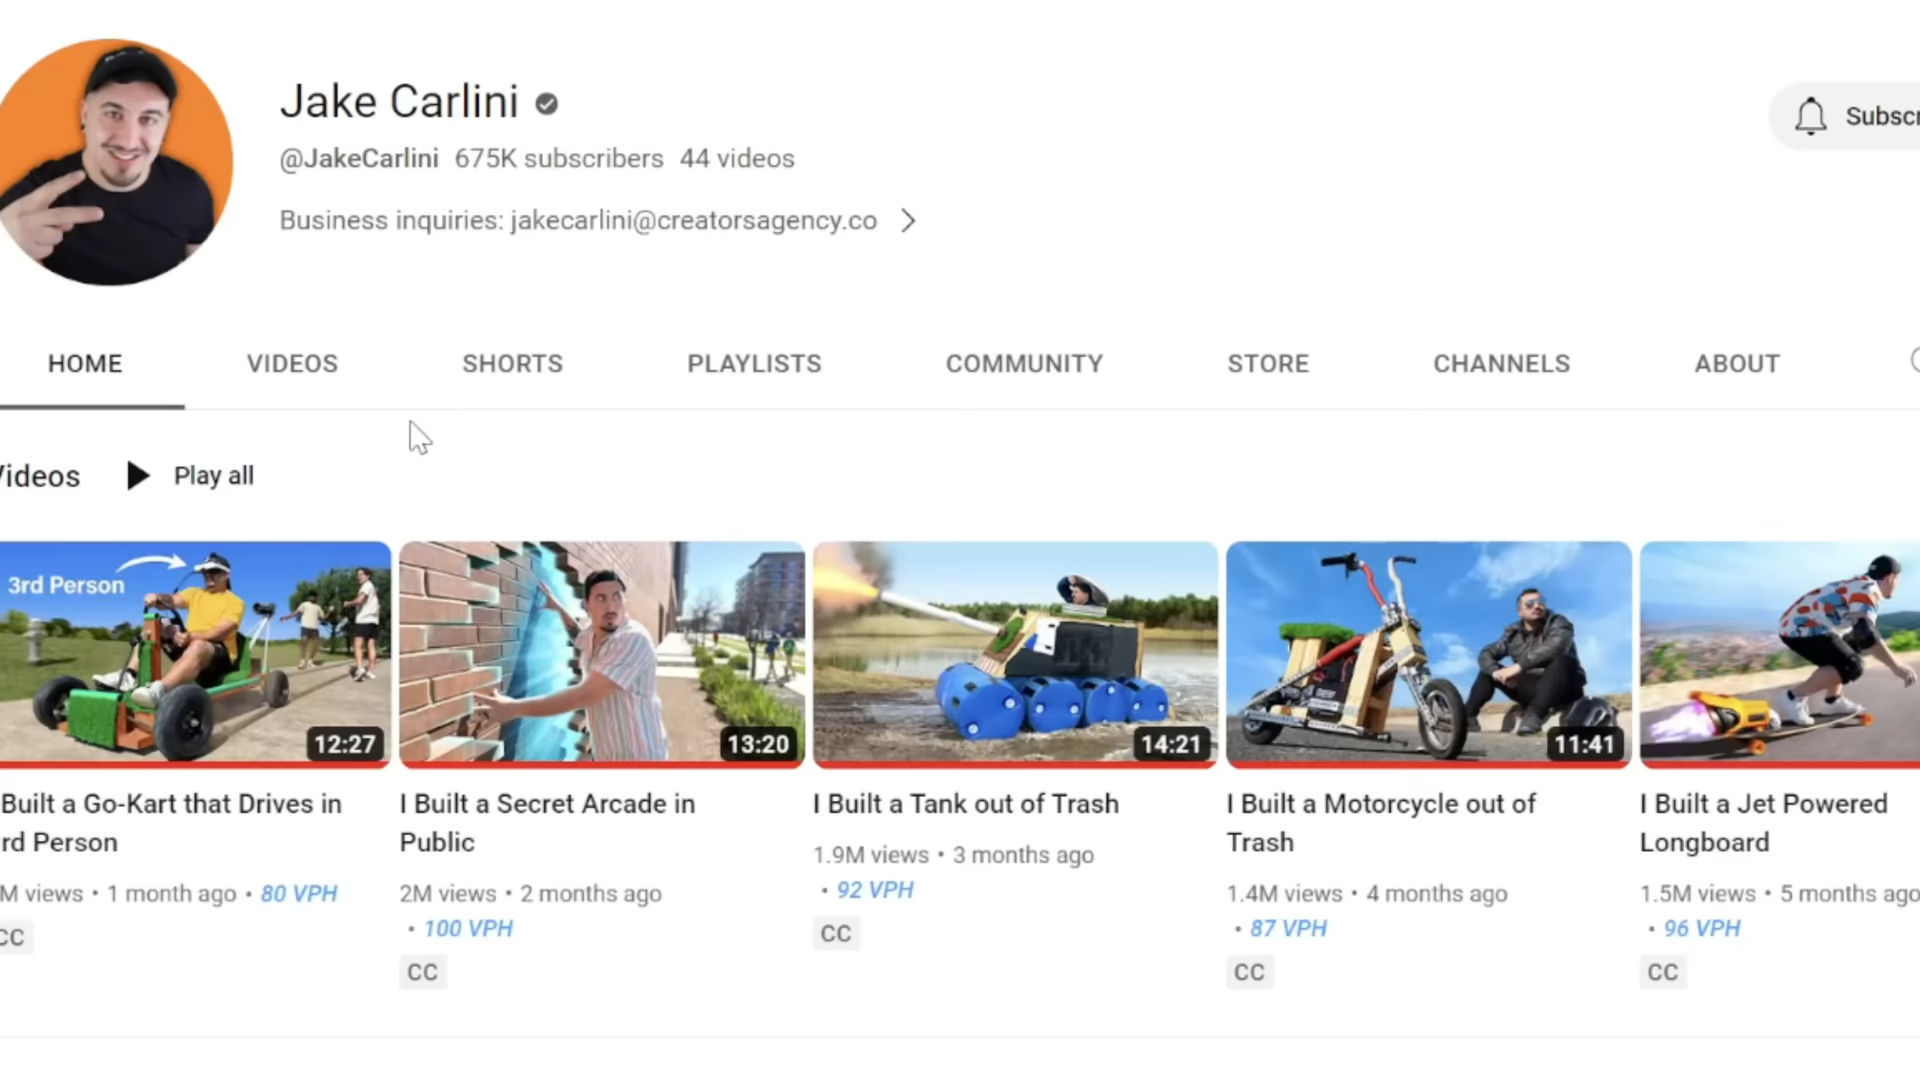 Jake Carlini
@JakeCarlini 675K subscribers 44 videos
Subscr
Business inquiries: jakecarlini@creatorsagency.co
HOME VIDEOS SHORTS PLAYLISTS COMMUNITY STORE CHANNELS ABOUT
Videos Play all
3rd Person
12:27
13:20
14:21
11:41
Built a Go-Kart that Drives in
rd Person
M views • 1 month ago • 80 VPH
CC
I Built a Secret Arcade in
Public
2M views • 2 months ago
• 100 VPH
CC
I Built a Tank out of Trash
1.9M views • 3 months ago
• 92 VPH
CC
I Built a Motorcycle out of
Trash
1.4M views • 4 months ago
• 87 VPH
CC
I Built a Jet Powered
Longboard
1.5M views • 5 months ago
• 96 VPH
CC